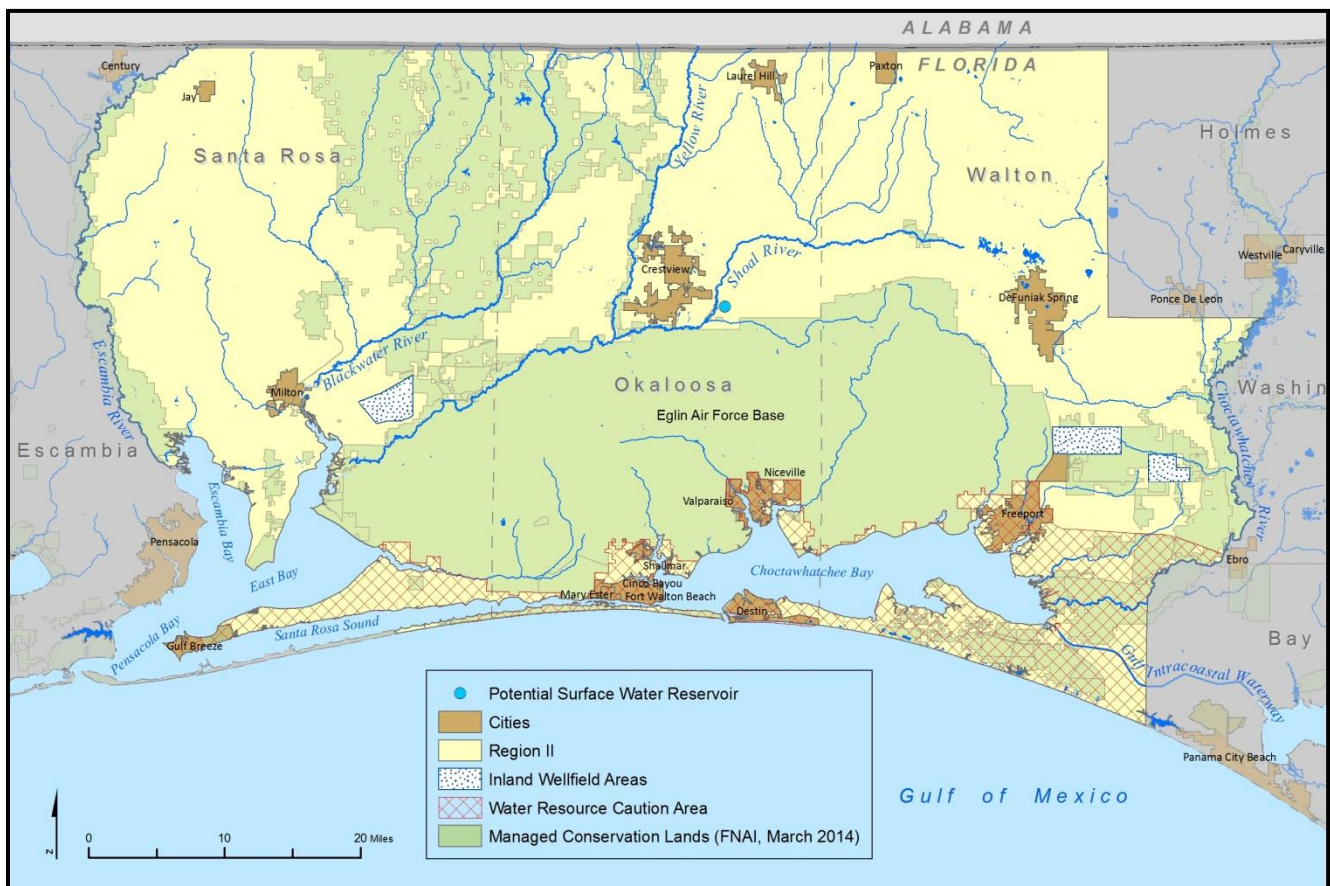 ALABAMA
FLORIDA
Century
Jay
Laurel Hill
Paxton
Yellow River
Holmes
Santa Rosa
Walton
Crestview
Shoal River
Westville
Caryville
DeFuniak Spring
Ponce De Leon
Escambia River
Blackwater River
Milton
Okaloosa
Eglin Air Force Base
Choctawhatchee
River
Washin
Escambia
Niceville
Valparaiso
Freeport
Escambia Bay
Pensacola
East Bay
Shalimar
Cinco Bayou
Mary Ester
Fort Walton Beach
Choctawhatchee Bay
Destin
Ebro
Santa Rosa Sound
Gulf Breeze
Pensacola Bay
Bay
Gulf Intracoastal Waterway
Panama City Beach
Gulf of Mexico
Potential Surface Water Reservoir
Cities
Region II
Inland Wellfield Areas
Water Resource Caution Area
Managed Conservation Lands (FNAI, March 2014)
N
0 10 20 Miles